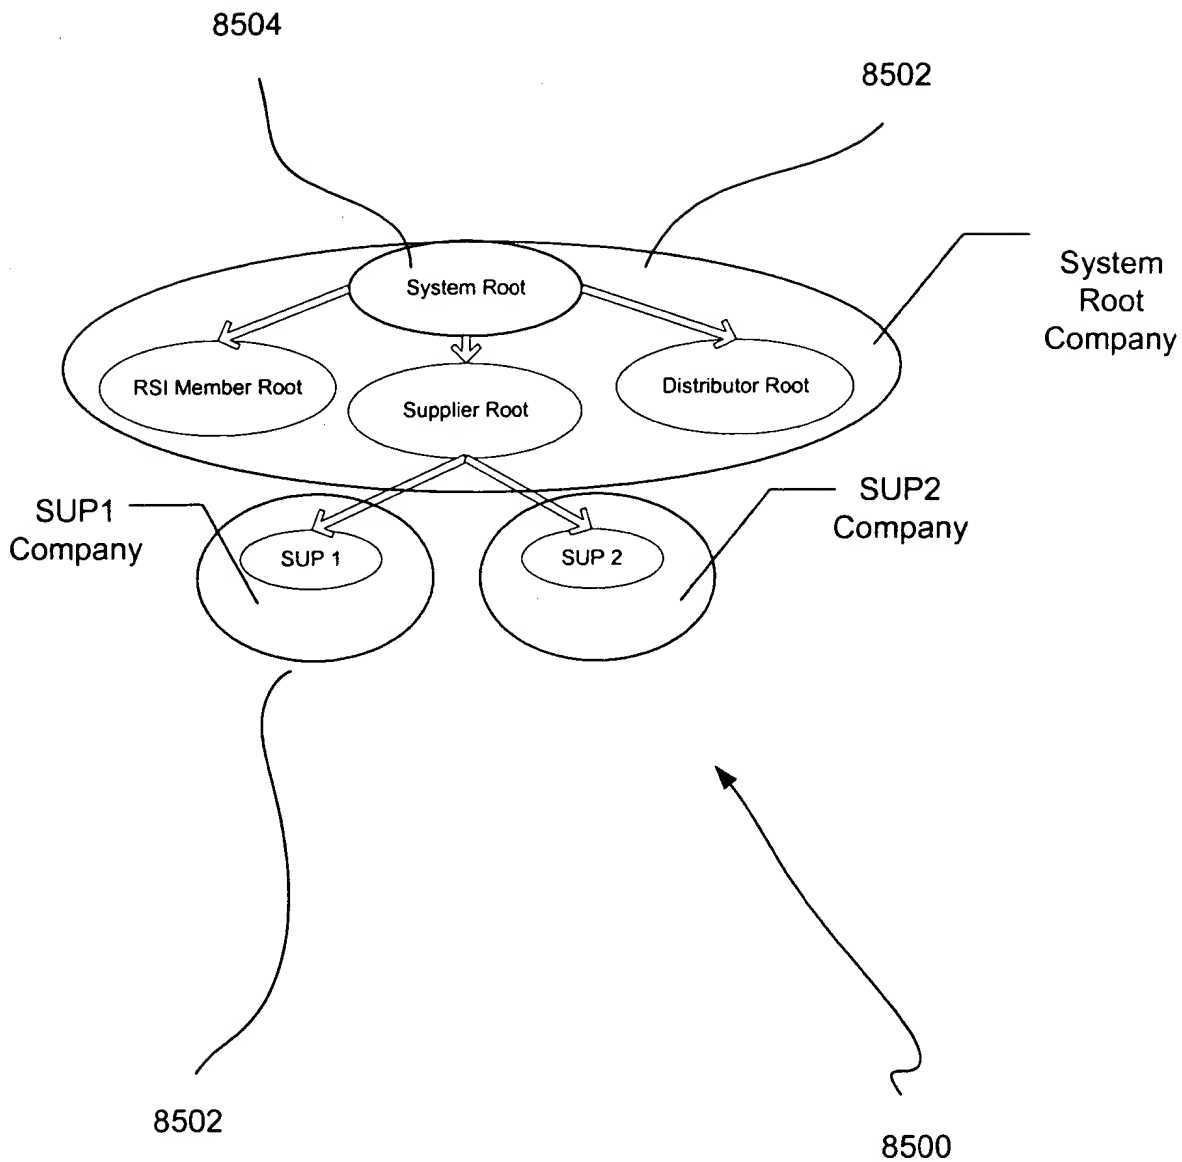 8504
8502
System Root
System
Root
Company
RSI Member Root
Supplier Root
Distributor Root
SUP1
Company
SUP2
Company
SUP 1
SUP 2
8502
8500